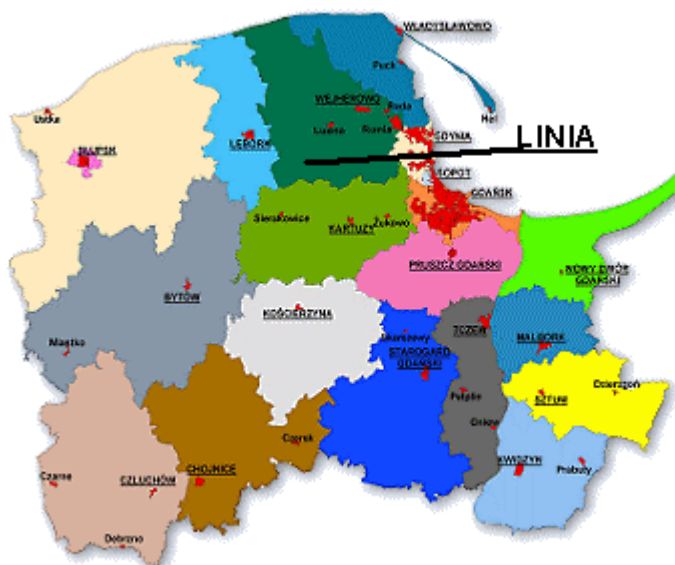 WŁADYSŁAWOWO
Puck
Hel
Ustka
WEJHEROWO
Reda
Luzino
Rumia
LINIA
GDYNIA
SŁUPSK
LĘBORK
SOPOT
GDAŃSK
Sierakowice
KARTUZY
Żukowo
PRUSZCZ GDAŃSKI
NOWY DWÓR
GDAŃSKI
BYTÓW
KOŚCIERZYNA
TCZEW
Skarszewy
MALBORK
Miastko
STAROGARD
GDAŃSKI
Pelplin
SZTUM
Dzierzgoń
Gniew
Czersk
Czarne
CZŁUCHÓW
CHOJNICE
KWIDZYN
Prabuty
Debrzno